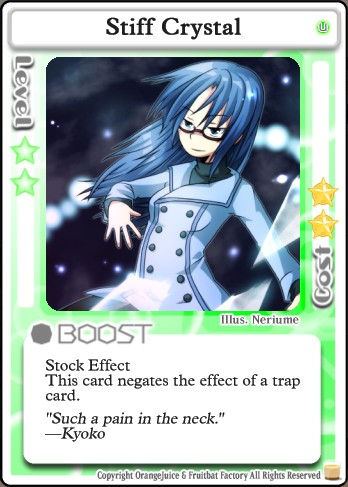 Stiff Crystal
U
Level
Cost
Illus. Neriume
BOOST
Stock Effect
This card negates the effect of a trap
card.
"Such a pain in the neck."
—Kyoko
Copyright Orangejuice & Fruitbat Factory All Rights Reserved